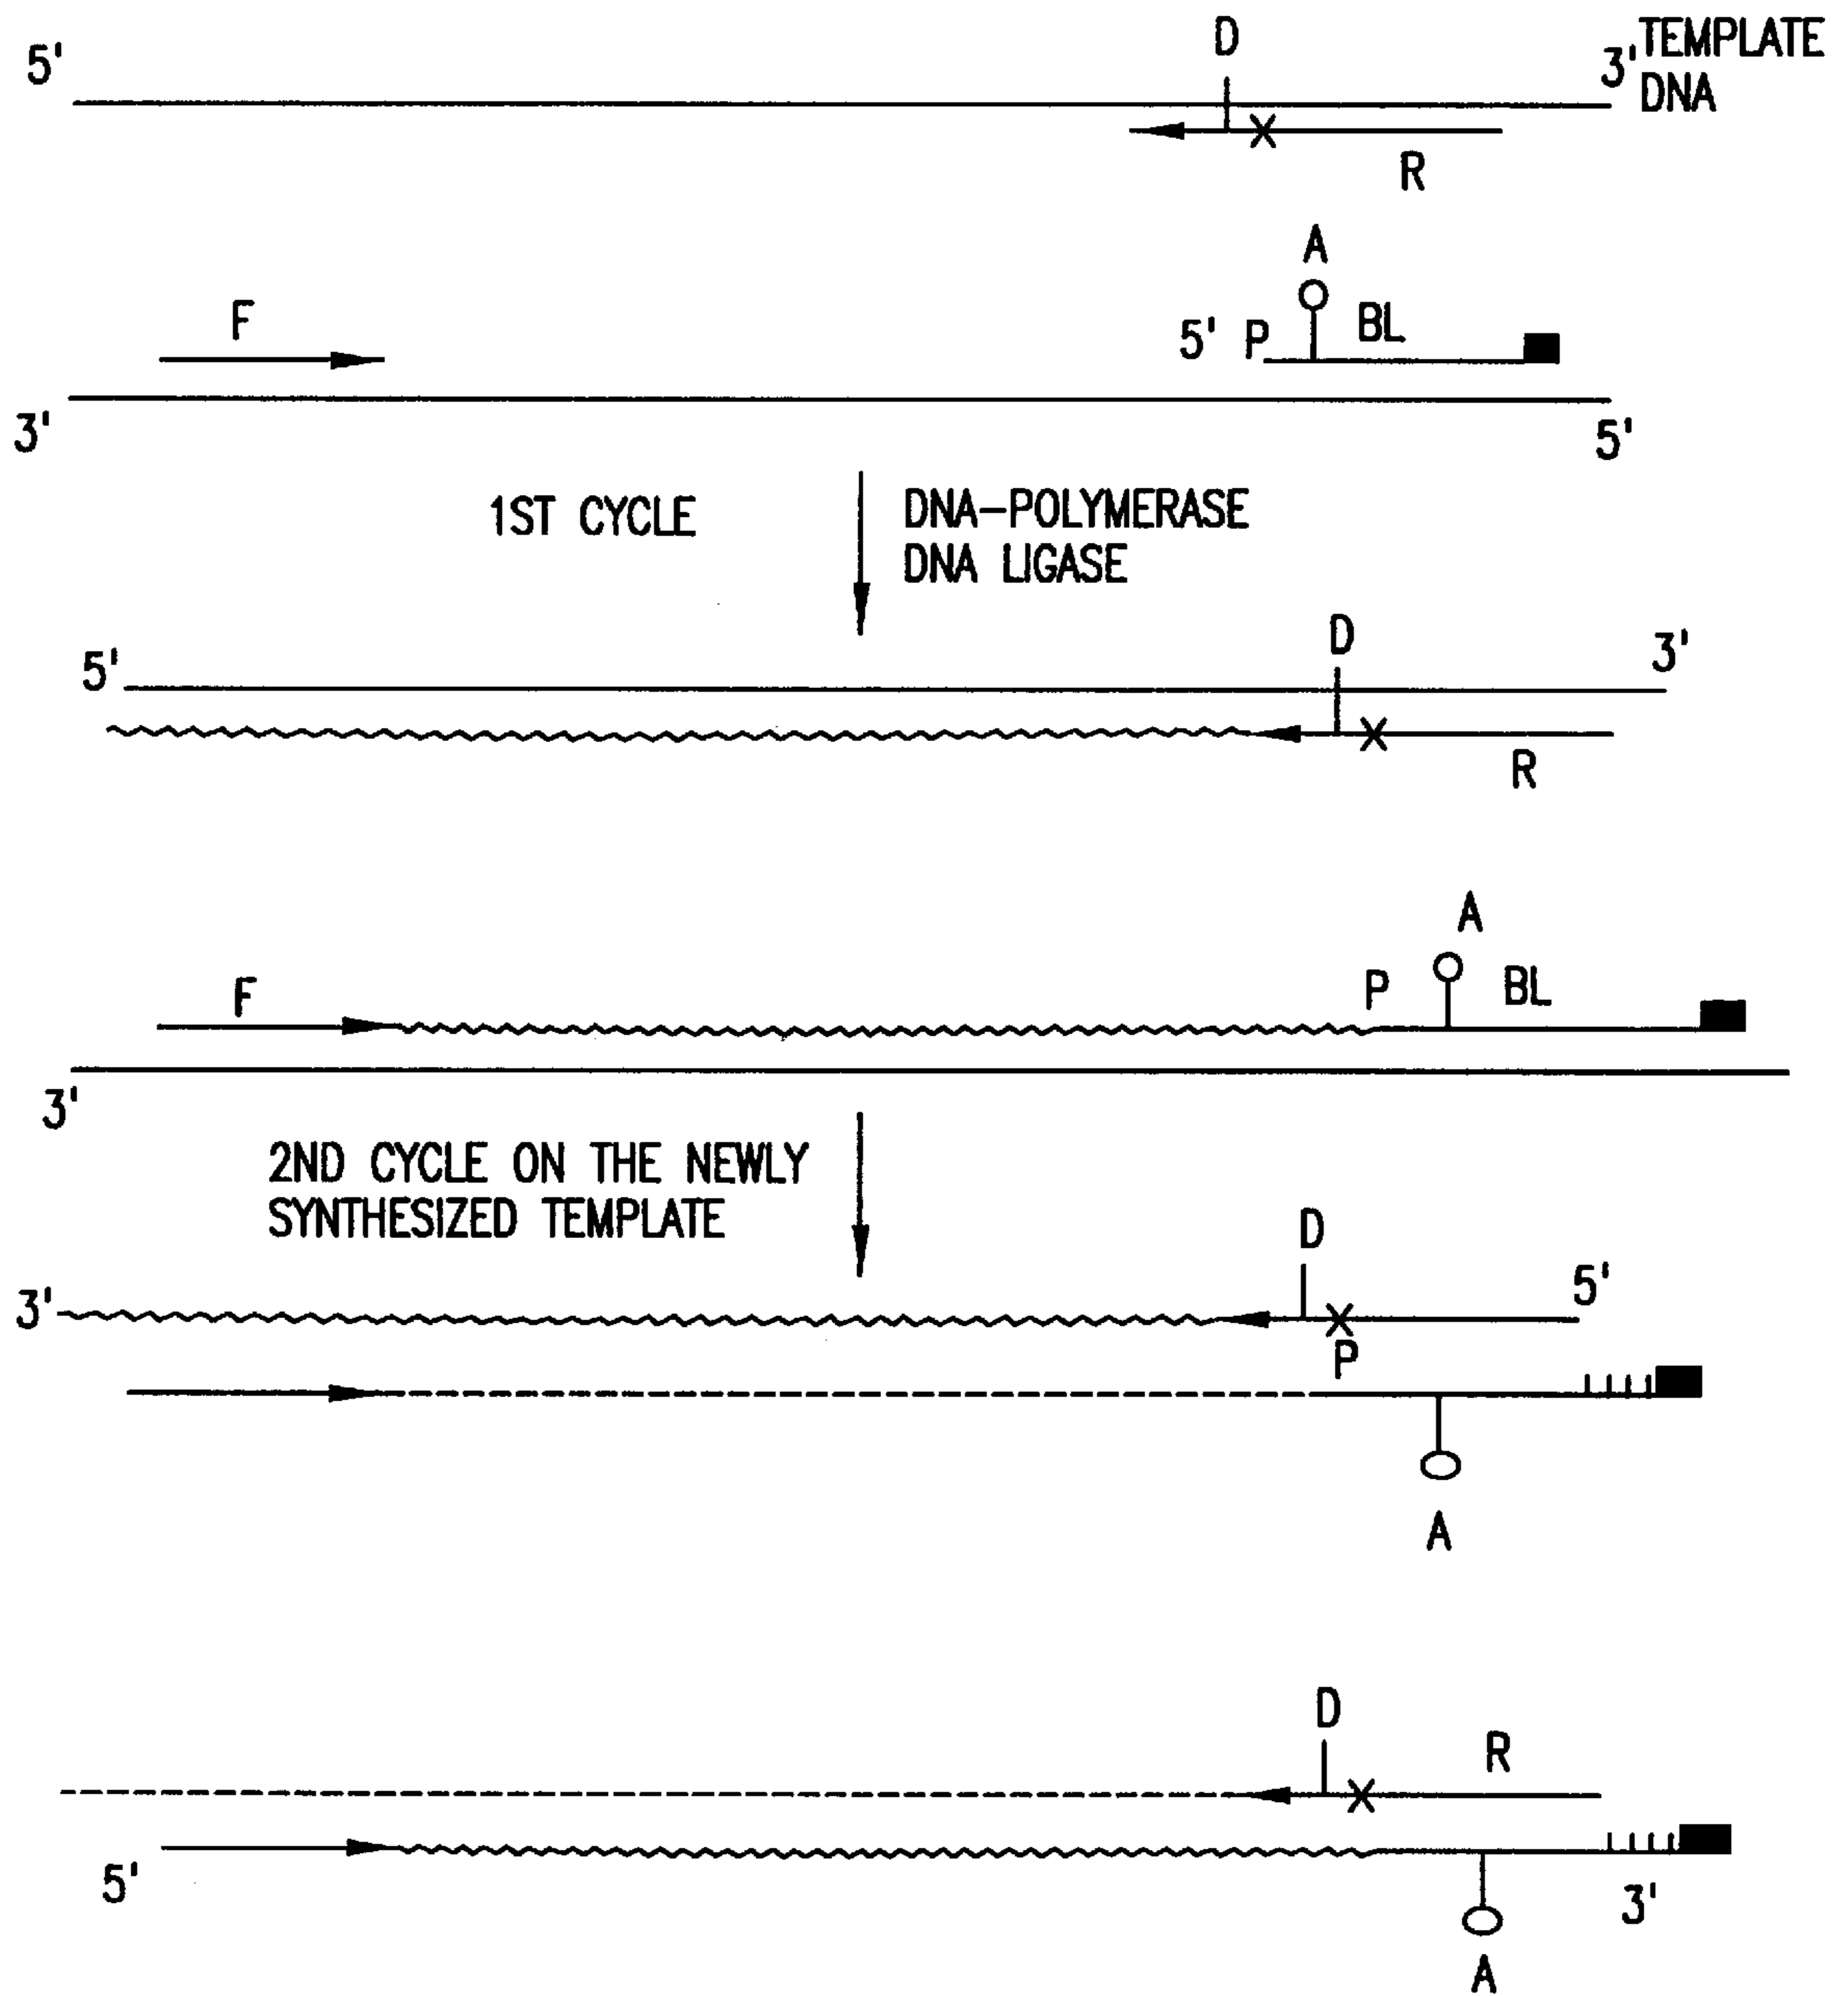 5' D 3' TEMPLATE
DNA
X
R
A
F 5' P BL
3' 5'
1ST CYCLE DNA-POLYMERASE
DNA LIGASE
5' D 3'
X
R
A
F P BL
3'
2ND CYCLE ON THE NEWLY
SYNTHESIZED TEMPLATE
D
3' 5'
X
P
A
D R
X
5' 3'
A